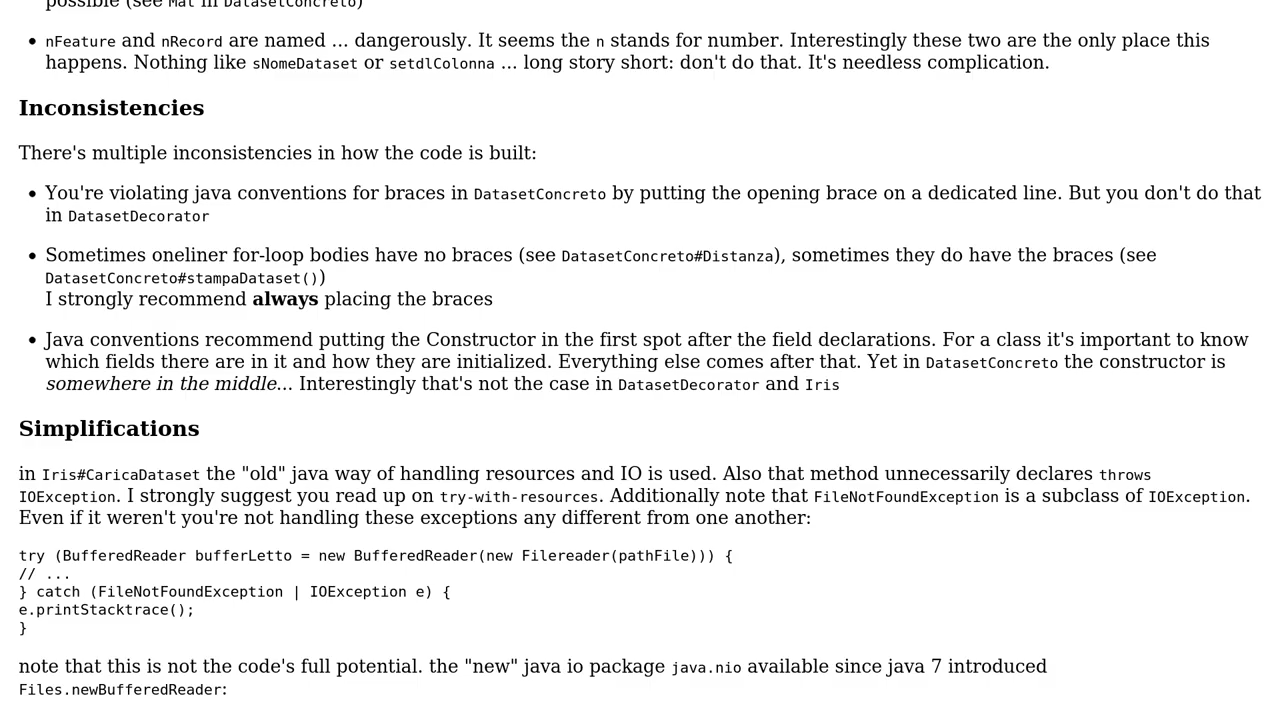 possible (see Mat in DatasetConcreto)
nFeature and nRecord are named ... dangerously. It seems the n stands for number. Interestingly these two are the only place this
happens. Nothing like sNomeDataset or setdlColonna ... long story short: don't do that. It's needless complication.
Inconsistencies
There's multiple inconsistencies in how the code is built:
You're violating java conventions for braces in DatasetConcreto by putting the opening brace on a dedicated line. But you don't do that
in DatasetDecorator
Sometimes oneliner for-loop bodies have no braces (see DatasetConcreto#Distanza), sometimes they do have the braces (see
DatasetConcreto#stampaDataset())
I strongly recommend always placing the braces
Java conventions recommend putting the Constructor in the first spot after the field declarations. For a class it's important to know
which fields there are in it and how they are initialized. Everything else comes after that. Yet in DatasetConcreto the constructor is
somewhere in the middle... Interestingly that's not the case in DatasetDecorator and Iris
Simplifications
in Iris#CaricaDataset the "old" java way of handling resources and IO is used. Also that method unnecessarily declares throws
IOException. I strongly suggest you read up on try-with-resources. Additionally note that FileNotFoundException is a subclass of IOException.
Even if it weren't you're not handling these exceptions any different from one another:
try (BufferedReader bufferLetto = new BufferedReader(new Filereader(pathFile))) {
// ...
} catch (FileNotFoundException | IOException e) {
e.printStacktrace();
}
note that this is not the code's full potential. the "new" java io package java.nio available since java 7 introduced
Files.newBufferedReader: